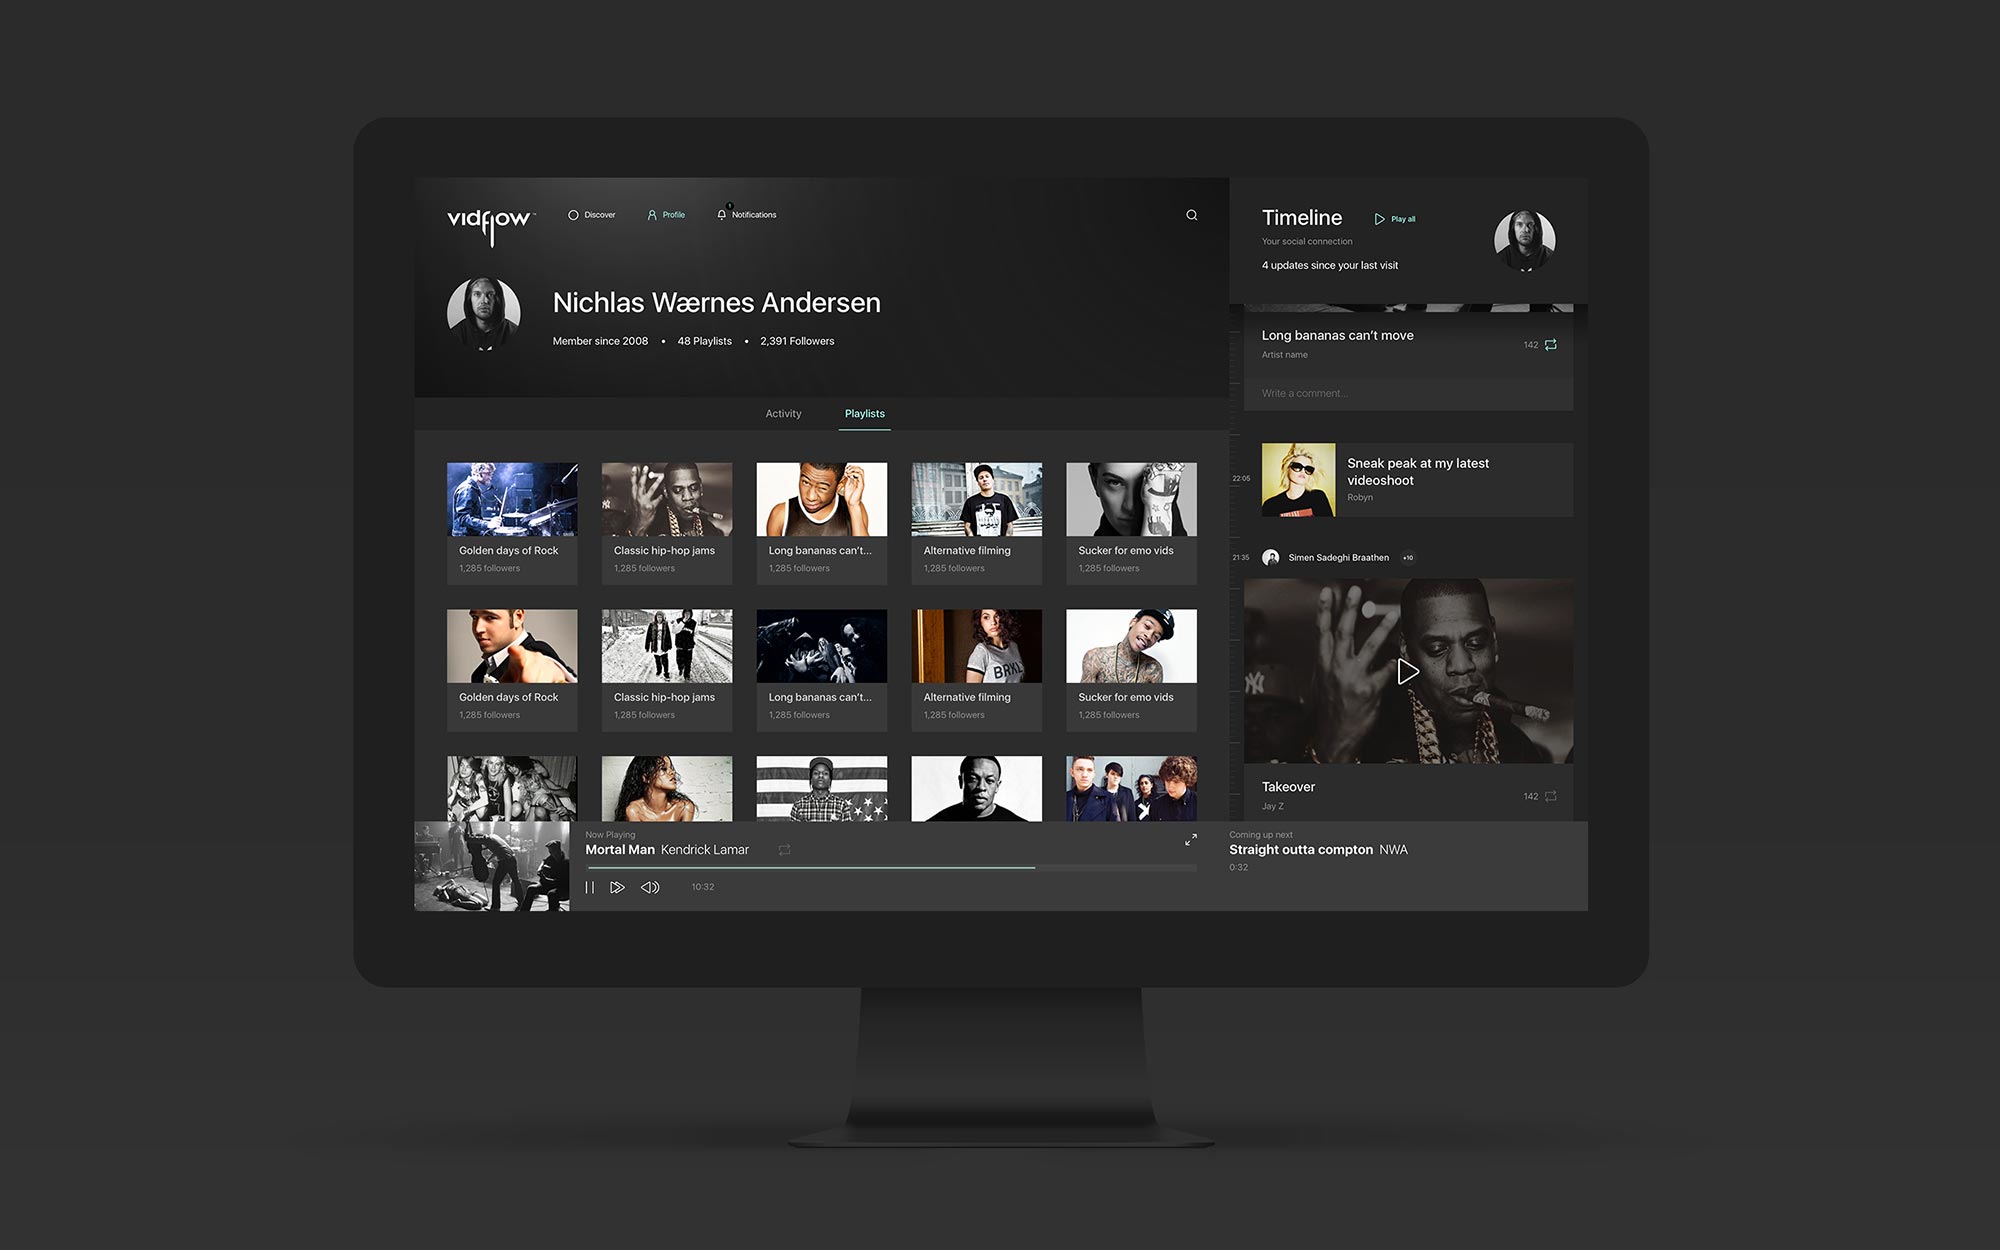 vidflow™
Discover
Profile
1
Notifications
Nichlas Wærnes Andersen
Member since 2008 • 48 Playlists • 2,391 Followers
Activity
Playlists
Golden days of Rock
1,285 followers
Classic hip-hop jams
1,285 followers
Long bananas can't...
1,285 followers
Alternative filming
1,285 followers
Sucker for emo vids
1,285 followers
BRKL
Golden days of Rock
1,285 followers
Classic hip-hop jams
1,285 followers
Long bananas can't...
1,285 followers
Alternative filming
1,285 followers
Sucker for emo vids
1,285 followers
Now Playing
Mortal Man Kendrick Lamar
10:32
Timeline
Play all
Your social connection
4 updates since your last visit
Long bananas can't move
Artist name
142
Write a comment...
22:05
Sneak peak at my latest
videoshoot
Robyn
21:35
Simen Sadeghi Braathen
+10
Takeover
Jay Z
142
Coming up next
Straight outta compton NWA
0:32